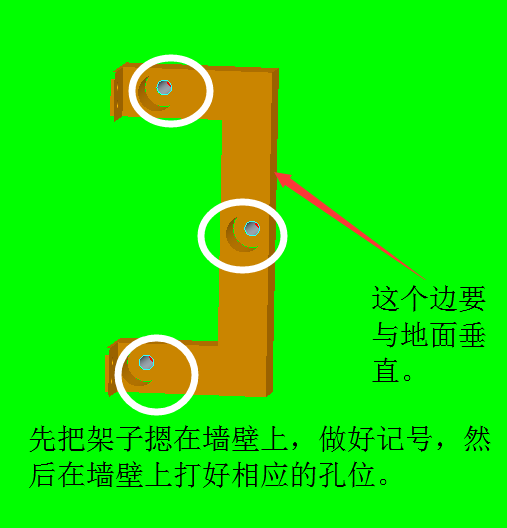 这个边要
与地面垂
直。
先把架子摁在墙壁上，做好记号，然
后在墙壁上打好相应的孔位。